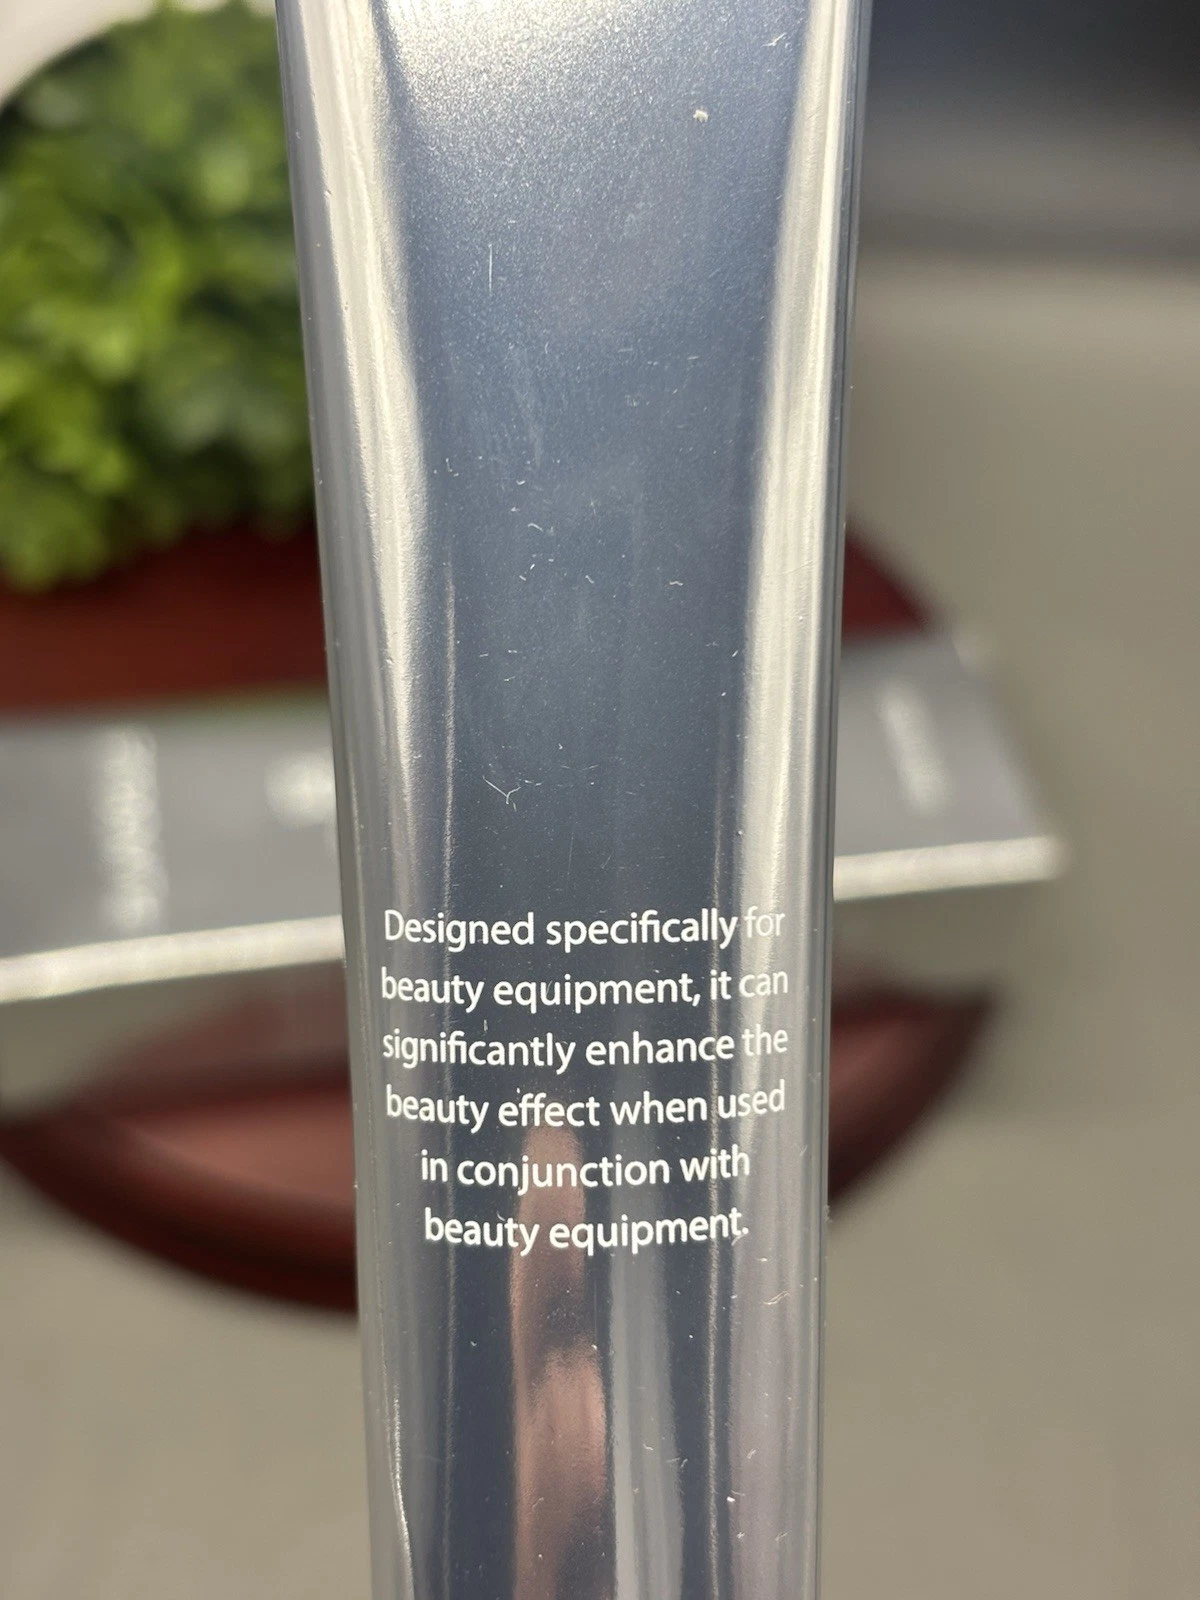 Designed specifically for
beauty equipment, it can
significantly enhance the
beauty effect when used
in conjunction with
beauty equipment.